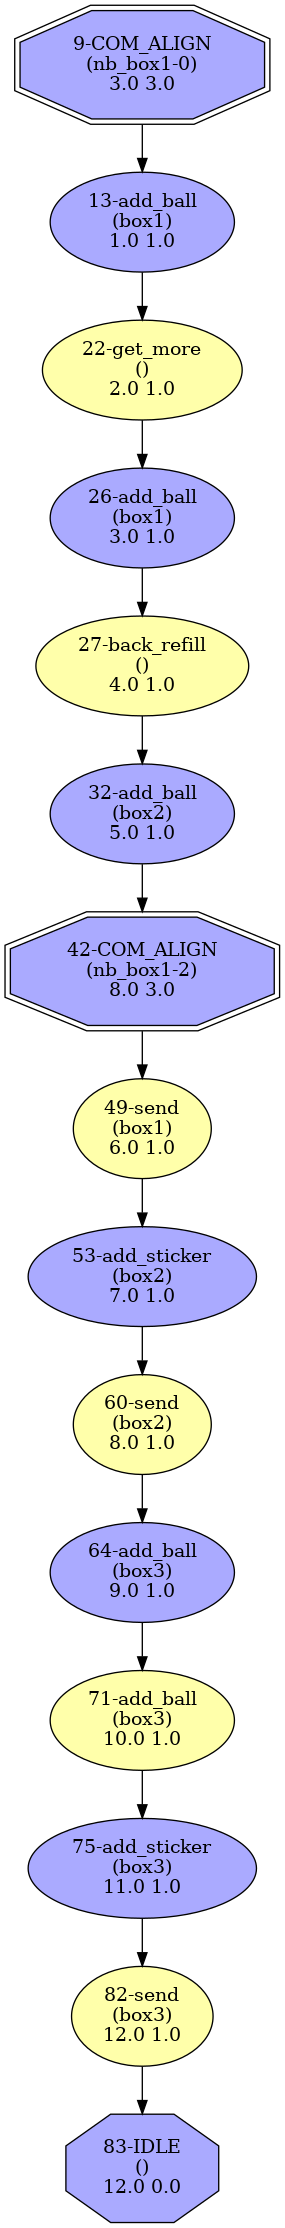 9-COM_ALIGN
(nb_box1-0)
3.0 3.0
13-add_ball
(box1)
1.0 1.0
22-get_more
()
2.0 1.0
26-add_ball
(box1)
3.0 1.0
27-back_refill
()
4.0 1.0
32-add_ball
(box2)
5.0 1.0
42-COM_ALIGN
(nb_box1-2)
8.0 3.0
49-send
(box1)
6.0 1.0
53-add_sticker
(box2)
7.0 1.0
60-send
(box2)
8.0 1.0
64-add_ball
(box3)
9.0 1.0
71-add_ball
(box3)
10.0 1.0
75-add_sticker
(box3)
11.0 1.0
82-send
(box3)
12.0 1.0
83-IDLE
()
12.0 0.0